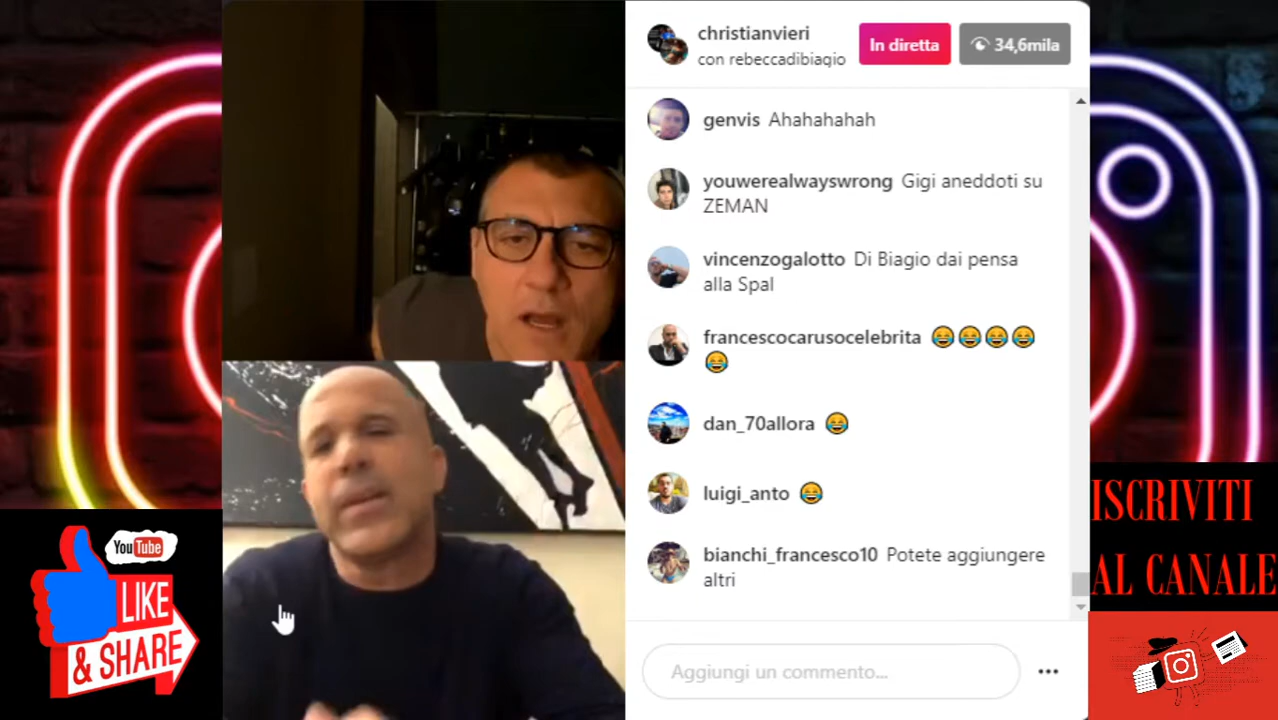 christianvieri
con rebeccadibiagio
In diretta
34,6mila
genvis Ahahahahah
youwerealwayswrong Gigi aneddoti su
ZEMAN
vincenzogalotto Di Biagio dai pensa
alla Spal
francescocarusocelebrita 😂😂😂😂
😂
dan_70allora 😂
luigi_anto 😂
bianchi_francesco10 Potete aggiungere
altri
Aggiungi un commento...
YouTube
LIKE
& SHARE
ISCRIVITI
AL CANALE